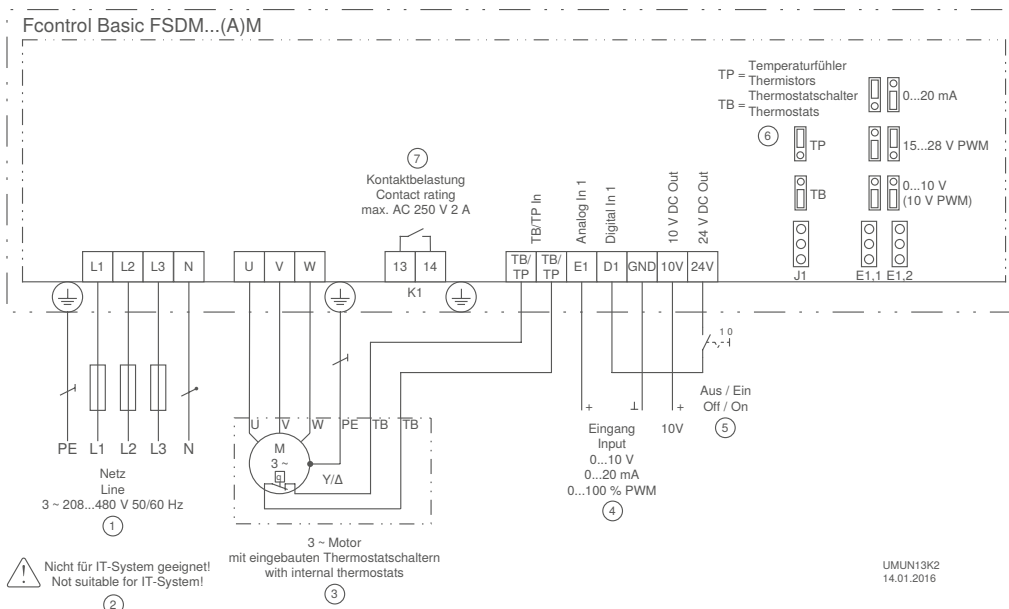 Fcontrol Basic FSDM...(A)M
TP = Temperaturfühler
Thermistors
TB = Thermostatschalter
Thermostats
6
TP
TB
J1
0...20 mA
15...28 V PWM
0...10 V
(10 V PWM)
E1,1 E1,2
7
Kontaktbelastung
Contact rating
max. AC 250 V 2 A
TB/TP In
Analog In 1
Digital In 1
10 V DC Out
24 V DC Out
L1 L2 L3 N
U V W
13 14
K1
TB/TP TB/TP E1 D1 GND 10V 24V
1 0
Aus / Ein
Off / On
5
+ ⊥ +
10V
Eingang
Input
0...10 V
0...20 mA
0...100 % PWM
4
PE L1 L2 L3 N
Netz
Line
3 ~ 208...480 V 50/60 Hz
1
U V W PE TB TB
M
3 ~
Y/Δ
3 ~ Motor
mit eingebauten Thermostatschaltern
with internal thermostats
3
Nicht für IT-System geeignet!
Not suitable for IT-System!
2
UMUN13K2
14.01.2016